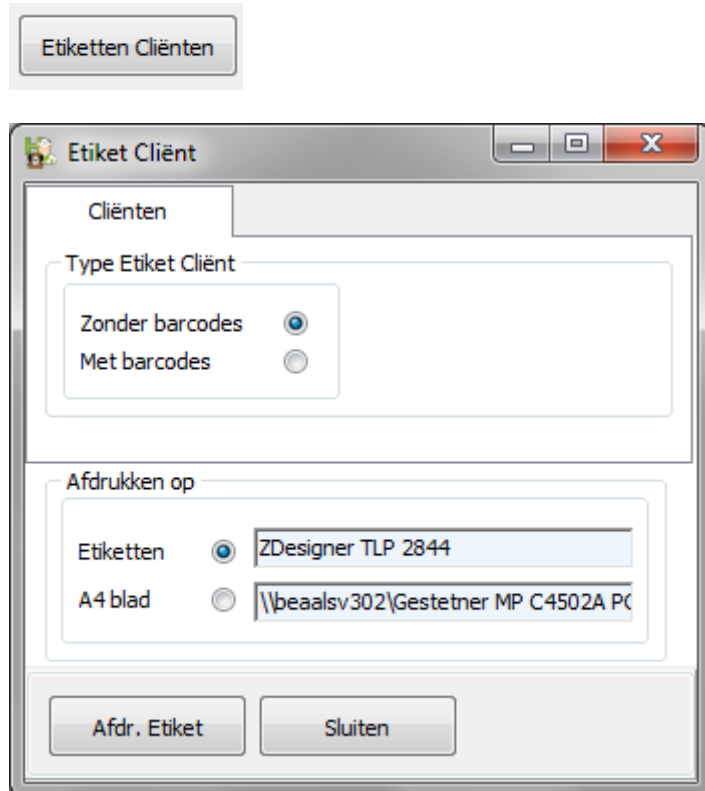 Etiketten Cliënten
Etiket Cliënt
Cliënten
Type Etiket Cliënt
Zonder barcodes
Met barcodes
Afdrukken op
Etiketten ZDesigner TLP 2844
A4 blad \\beaalsv302\Gestetner MP C4502A PC
Afdr. Etiket Sluiten